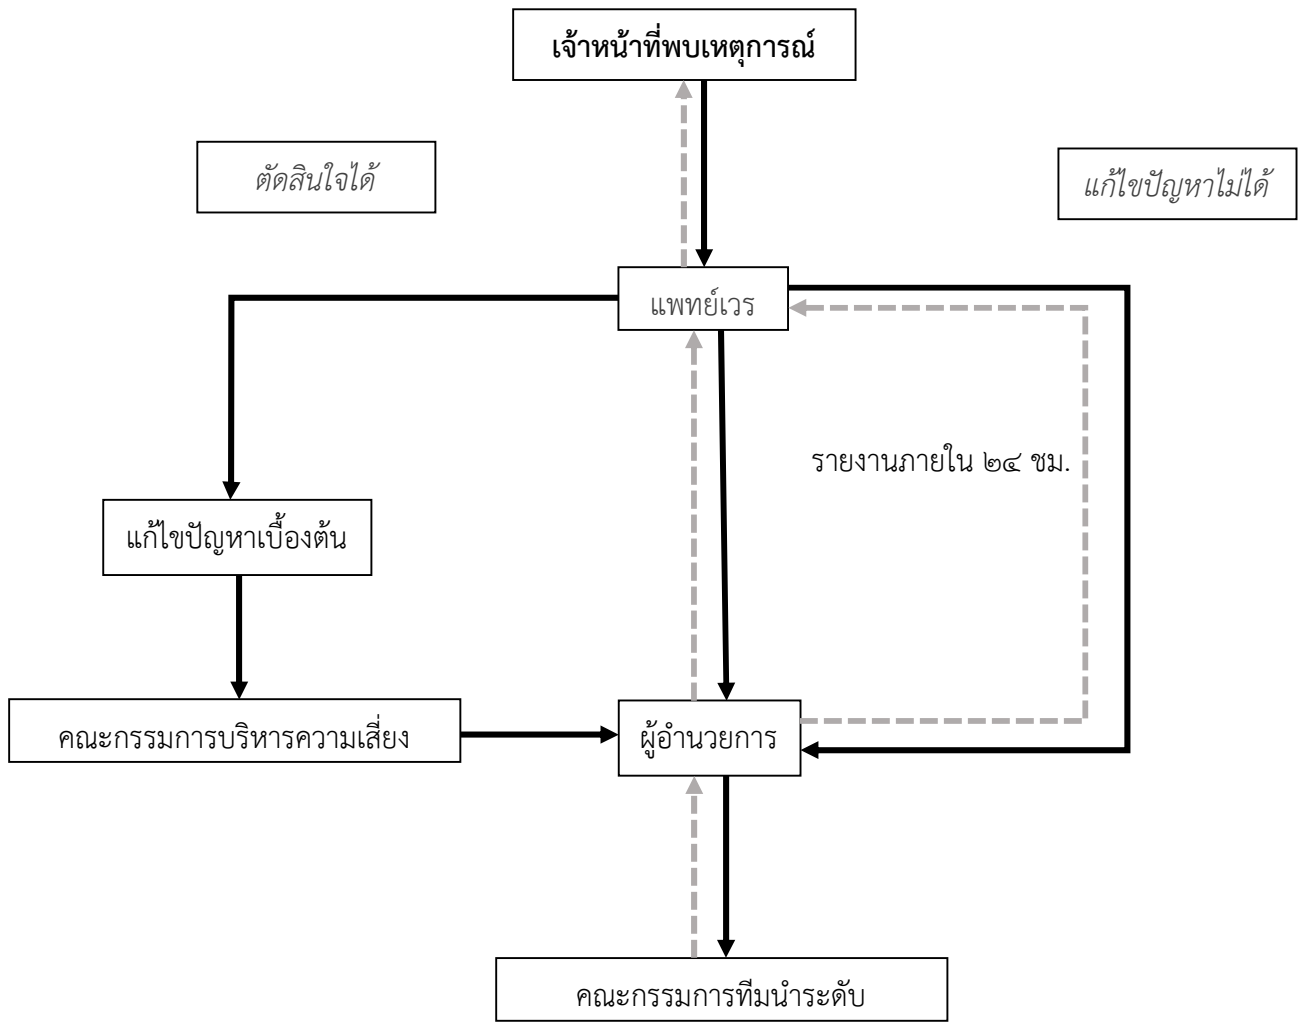 เจ้าหน้าที่พบเหตุการณ์
ตัดสินใจได้
แก้ไขปัญหาไม่ได้
แพทย์เวร
รายงานภายใน ๒๔ ชม.
แก้ไขปัญหาเบื้องต้น
คณะกรรมการบริหารความเสี่ยง
ผู้อำนวยการ
คณะกรรมการทีมนำระดับ